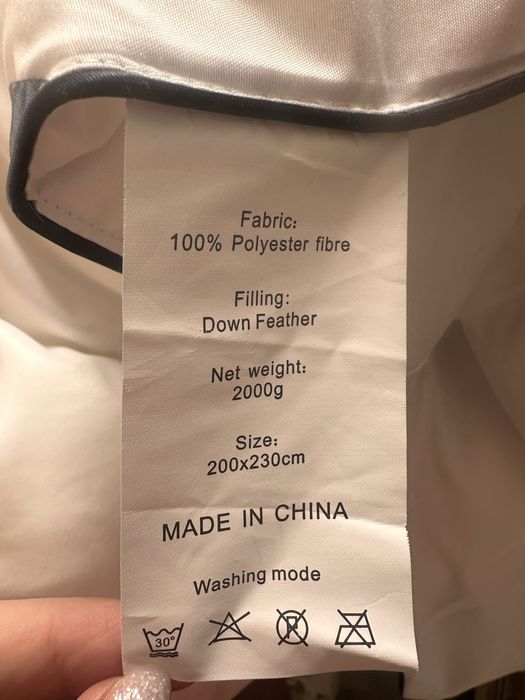 Fabric:
100% Polyester fibre
Filling:
Down Feather
Net weight:
2000g
Size:
200x230cm
MADE IN CHINA
Washing mode
30° P